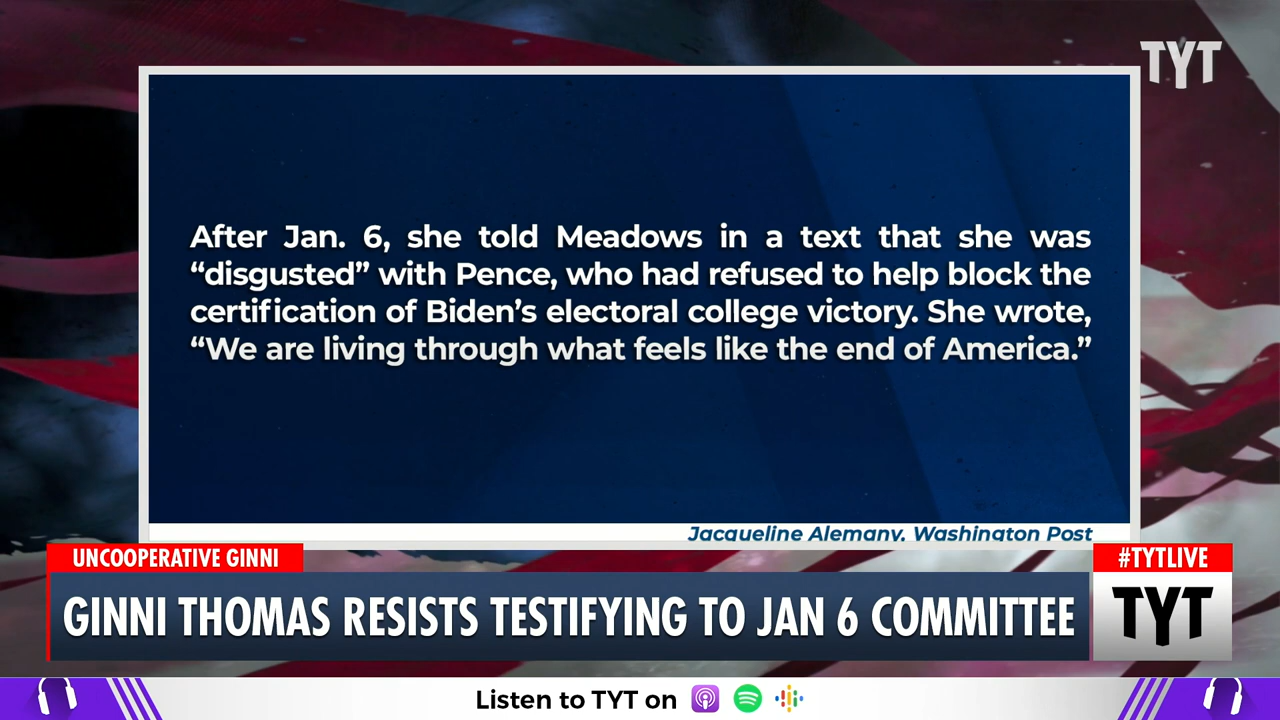 TYT
After Jan. 6, she told Meadows in a text that she was
“disgusted” with Pence, who had refused to help block the
certification of Biden’s electoral college victory. She wrote,
“We are living through what feels like the end of America.”
Jacqueline Alemany, Washington Post
UNCOOPERATIVE GINNI
#TYTLIVE
GINNI THOMAS RESISTS TESTIFYING TO JAN 6 COMMITTEE
TYT
Listen to TYT on